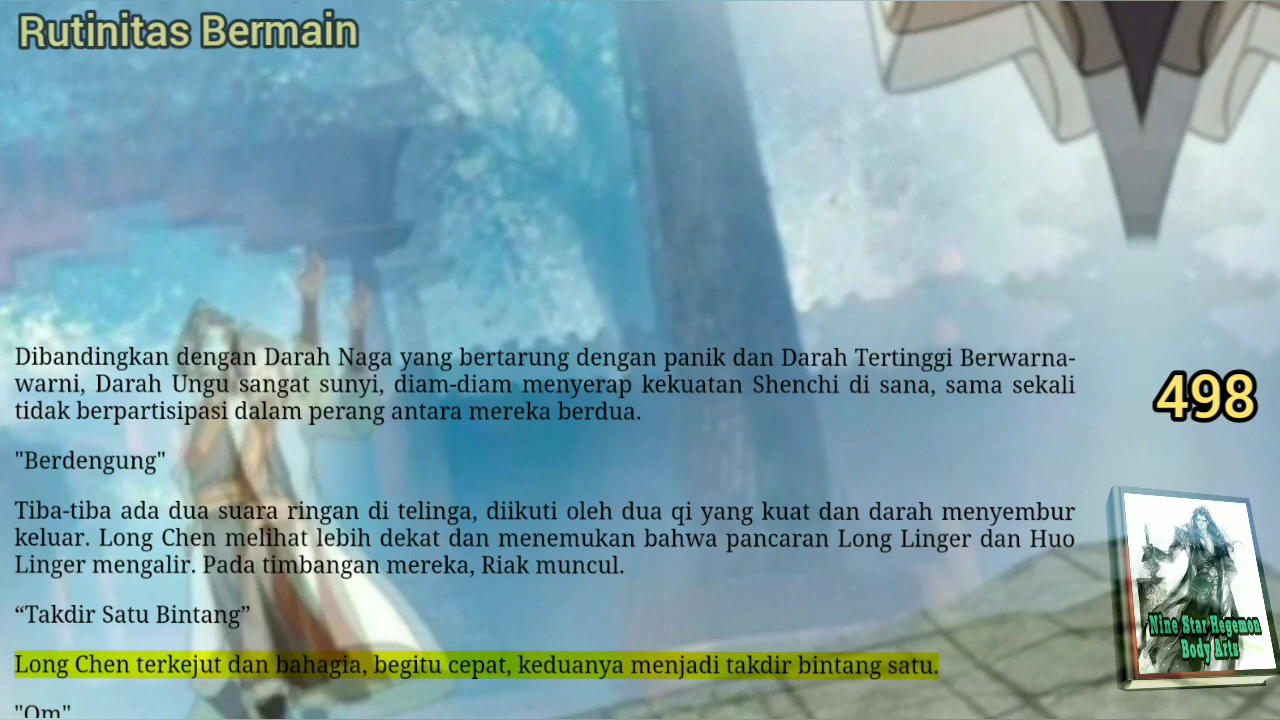 Rutinitas Bermain
Dibandingkan dengan Darah Naga yang bertarung dengan panik dan Darah Tertinggi Berwarna-
warni, Darah Ungu sangat sunyi, diam-diam menyerap kekuatan Shenchi di sana, sama sekali
tidak berpartisipasi dalam perang antara mereka berdua.
"Berdengung"
Tiba-tiba ada dua suara ringan di telinga, diikuti oleh dua qi yang kuat dan darah menyembur
keluar. Long Chen melihat lebih dekat dan menemukan bahwa pancaran Long Linger dan Huo
Linger mengalir. Pada timbangan mereka, Riak muncul.
“Takdir Satu Bintang”
Long Chen terkejut dan bahagia, begitu cepat, keduanya menjadi takdir bintang satu.
"Om"
498
Nine Star Hegemon
Body Arts